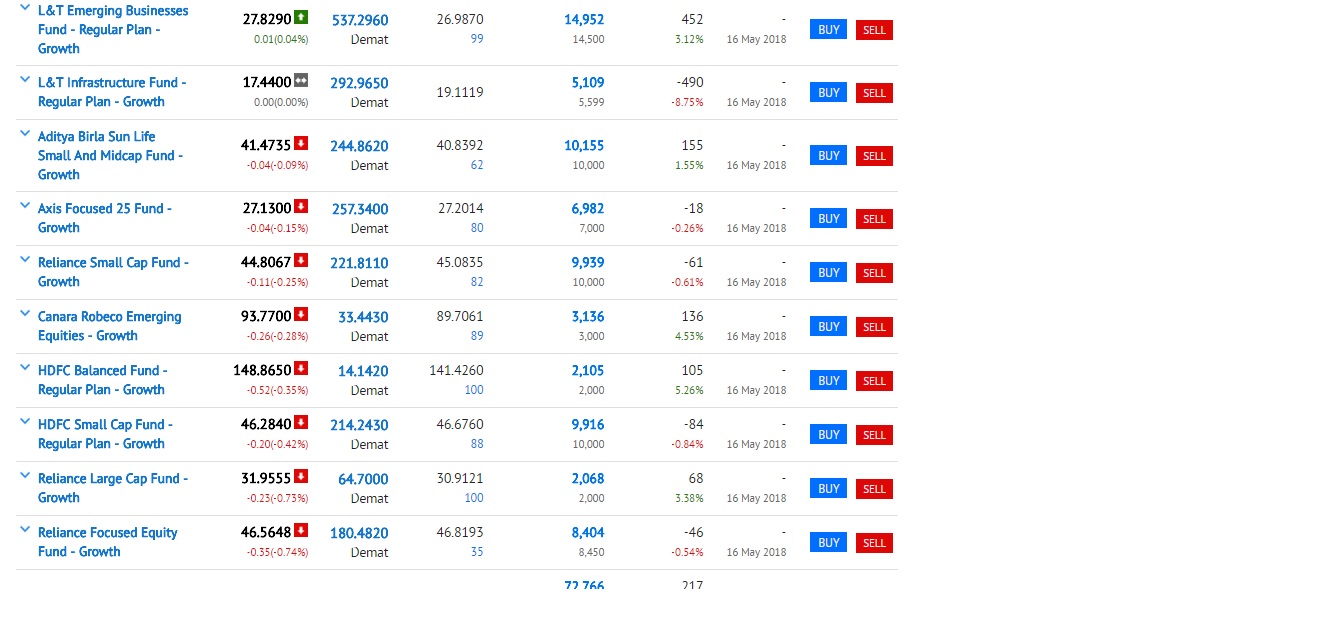 L&T Emerging Businesses Fund - Regular Plan - Growth 27.8290 537.2960 26.9870 14,952 452 - BUY SELL
0.01(0.04%) Demat 99 14,500 3.12% 16 May 2018
L&T Infrastructure Fund - Regular Plan - Growth 17.4400 292.9650 19.1119 5,109 -490 - BUY SELL
0.00(0.00%) Demat 5,599 -8.75% 16 May 2018
Aditya Birla Sun Life Small And Midcap Fund - Growth 41.4735 244.8620 40.8392 10,155 155 - BUY SELL
-0.04(-0.09%) Demat 62 10,000 1.55% 16 May 2018
Axis Focused 25 Fund - Growth 27.1300 257.3400 27.2014 6,982 -18 - BUY SELL
-0.04(-0.15%) Demat 80 7,000 -0.26% 16 May 2018
Reliance Small Cap Fund - Growth 44.8067 221.8110 45.0835 9,939 -61 - BUY SELL
-0.11(-0.25%) Demat 82 10,000 -0.61% 16 May 2018
Canara Robeco Emerging Equities - Growth 93.7700 33.4430 89.7061 3,136 136 - BUY SELL
-0.26(-0.28%) Demat 89 3,000 4.53% 16 May 2018
HDFC Balanced Fund - Regular Plan - Growth 148.8650 14.1420 141.4260 2,105 105 - BUY SELL
-0.52(-0.35%) Demat 100 2,000 5.26% 16 May 2018
HDFC Small Cap Fund - Regular Plan - Growth 46.2840 214.2430 46.6760 9,916 -84 - BUY SELL
-0.20(-0.42%) Demat 88 10,000 -0.84% 16 May 2018
Reliance Large Cap Fund - Growth 31.9555 64.7000 30.9121 2,068 68 - BUY SELL
-0.23(-0.73%) Demat 100 2,000 3.38% 16 May 2018
Reliance Focused Equity Fund - Growth 46.5648 180.4820 46.8193 8,404 -46 - BUY SELL
-0.35(-0.74%) Demat 35 8,450 -0.54% 16 May 2018
72,766 217